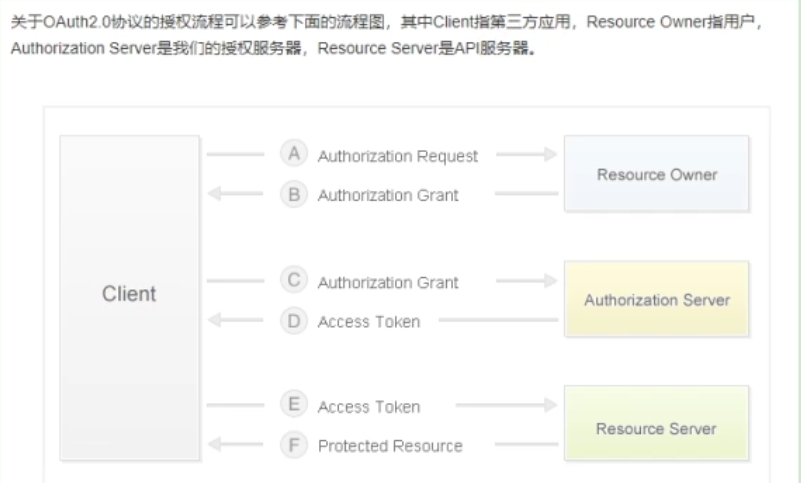 关于OAuth2.0协议的授权流程可以参考下面的流程图，其中Client指第三方应用，Resource Owner指用户，
Authorization Server是我们的授权服务器，Resource Server是API服务器。
Client
A Authorization Request
B Authorization Grant
Resource Owner
C Authorization Grant
D Access Token
Authorization Server
E Access Token
F Protected Resource
Resource Server